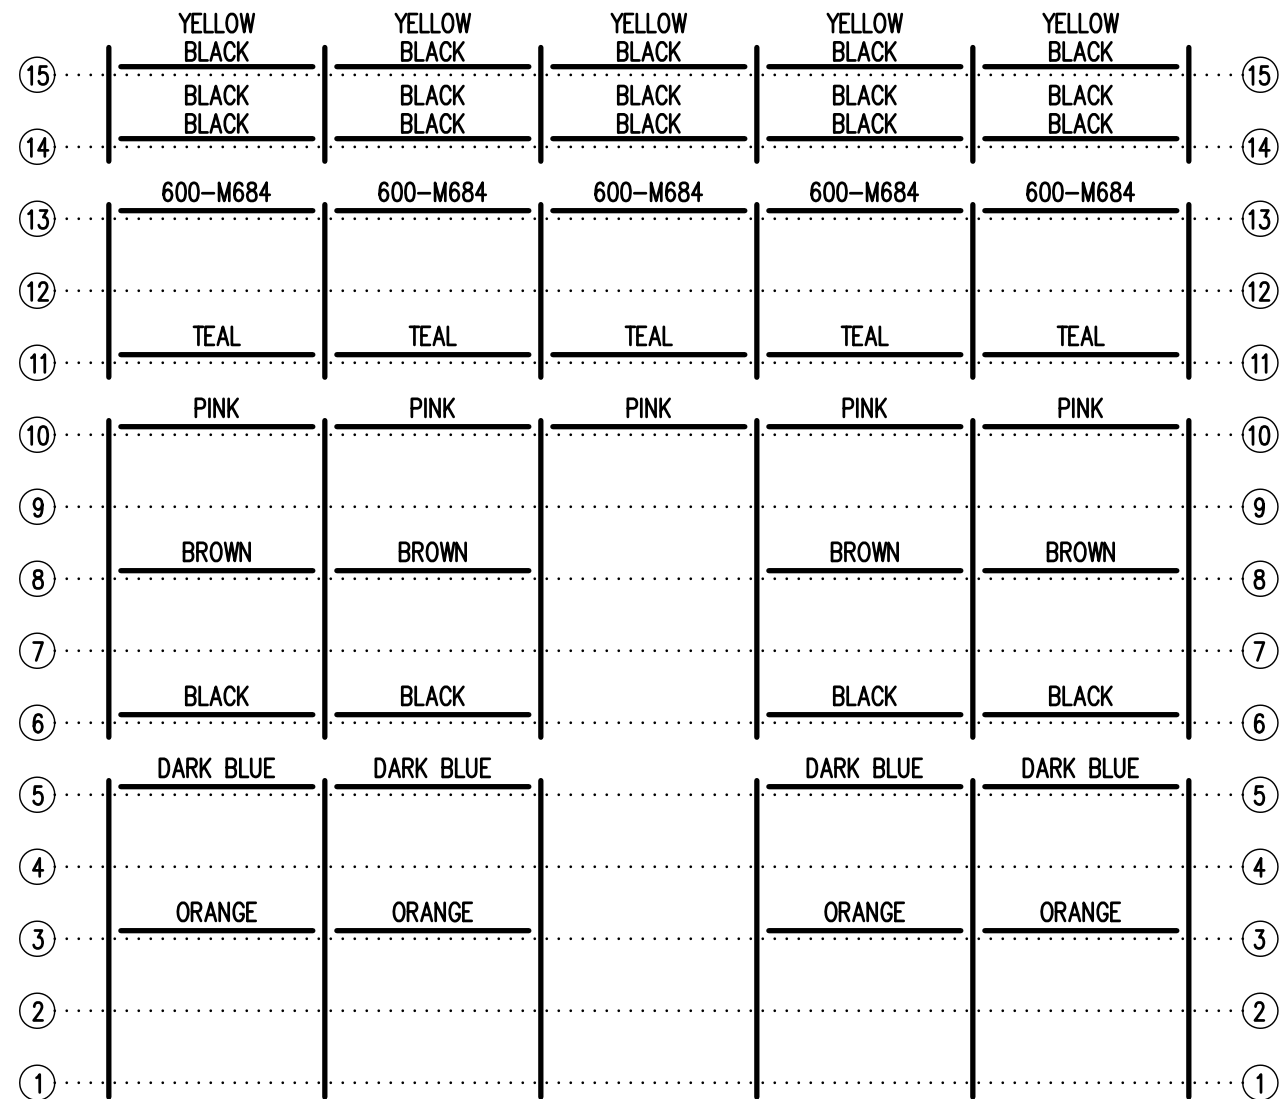 YELLOW YELLOW YELLOW YELLOW YELLOW
BLACK BLACK BLACK BLACK BLACK
15 15
BLACK BLACK BLACK BLACK BLACK
BLACK BLACK BLACK BLACK BLACK
14 14
600-M684 600-M684 600-M684 600-M684 600-M684
13 13
12 12
TEAL TEAL TEAL TEAL TEAL
11 11
PINK PINK PINK PINK PINK
10 10
9 9
BROWN BROWN BROWN BROWN
8 8
7 7
BLACK BLACK BLACK BLACK
6 6
DARK BLUE DARK BLUE DARK BLUE DARK BLUE
5 5
4 4
ORANGE ORANGE ORANGE ORANGE
3 3
2 2
1 1